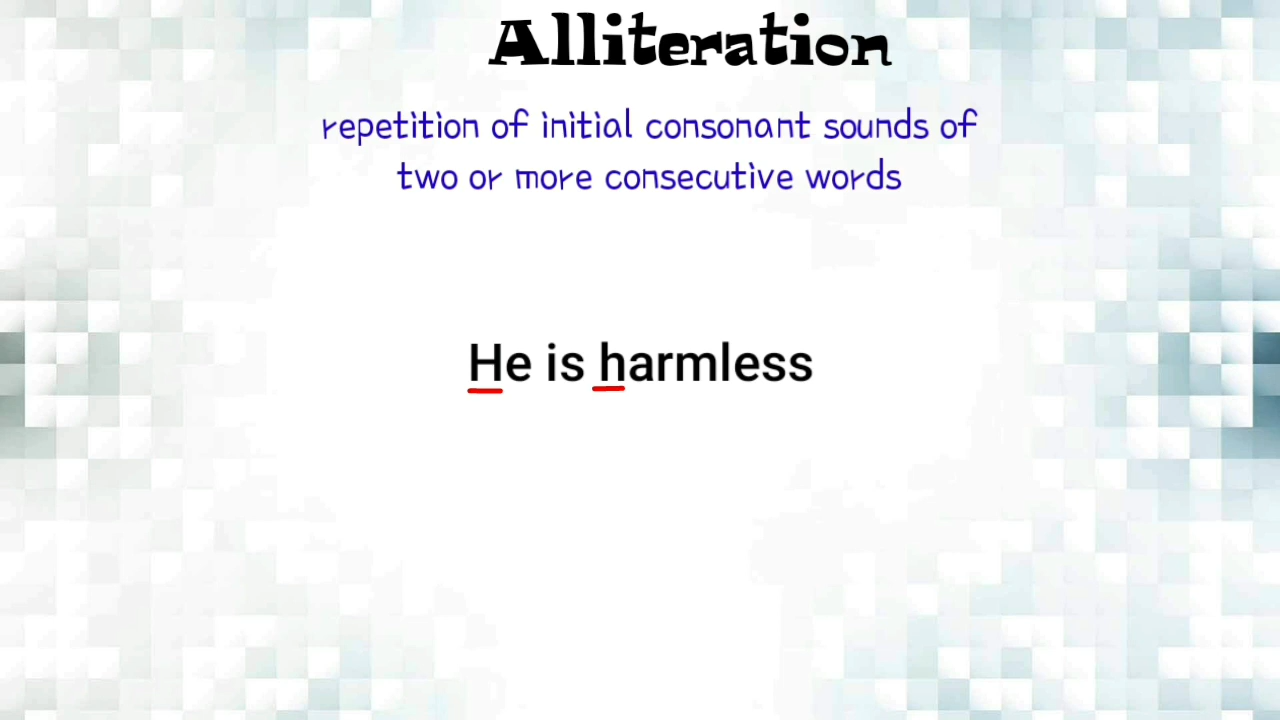 Alliteration
repetition of initial consonant sounds of
two or more consecutive words
He is harmless